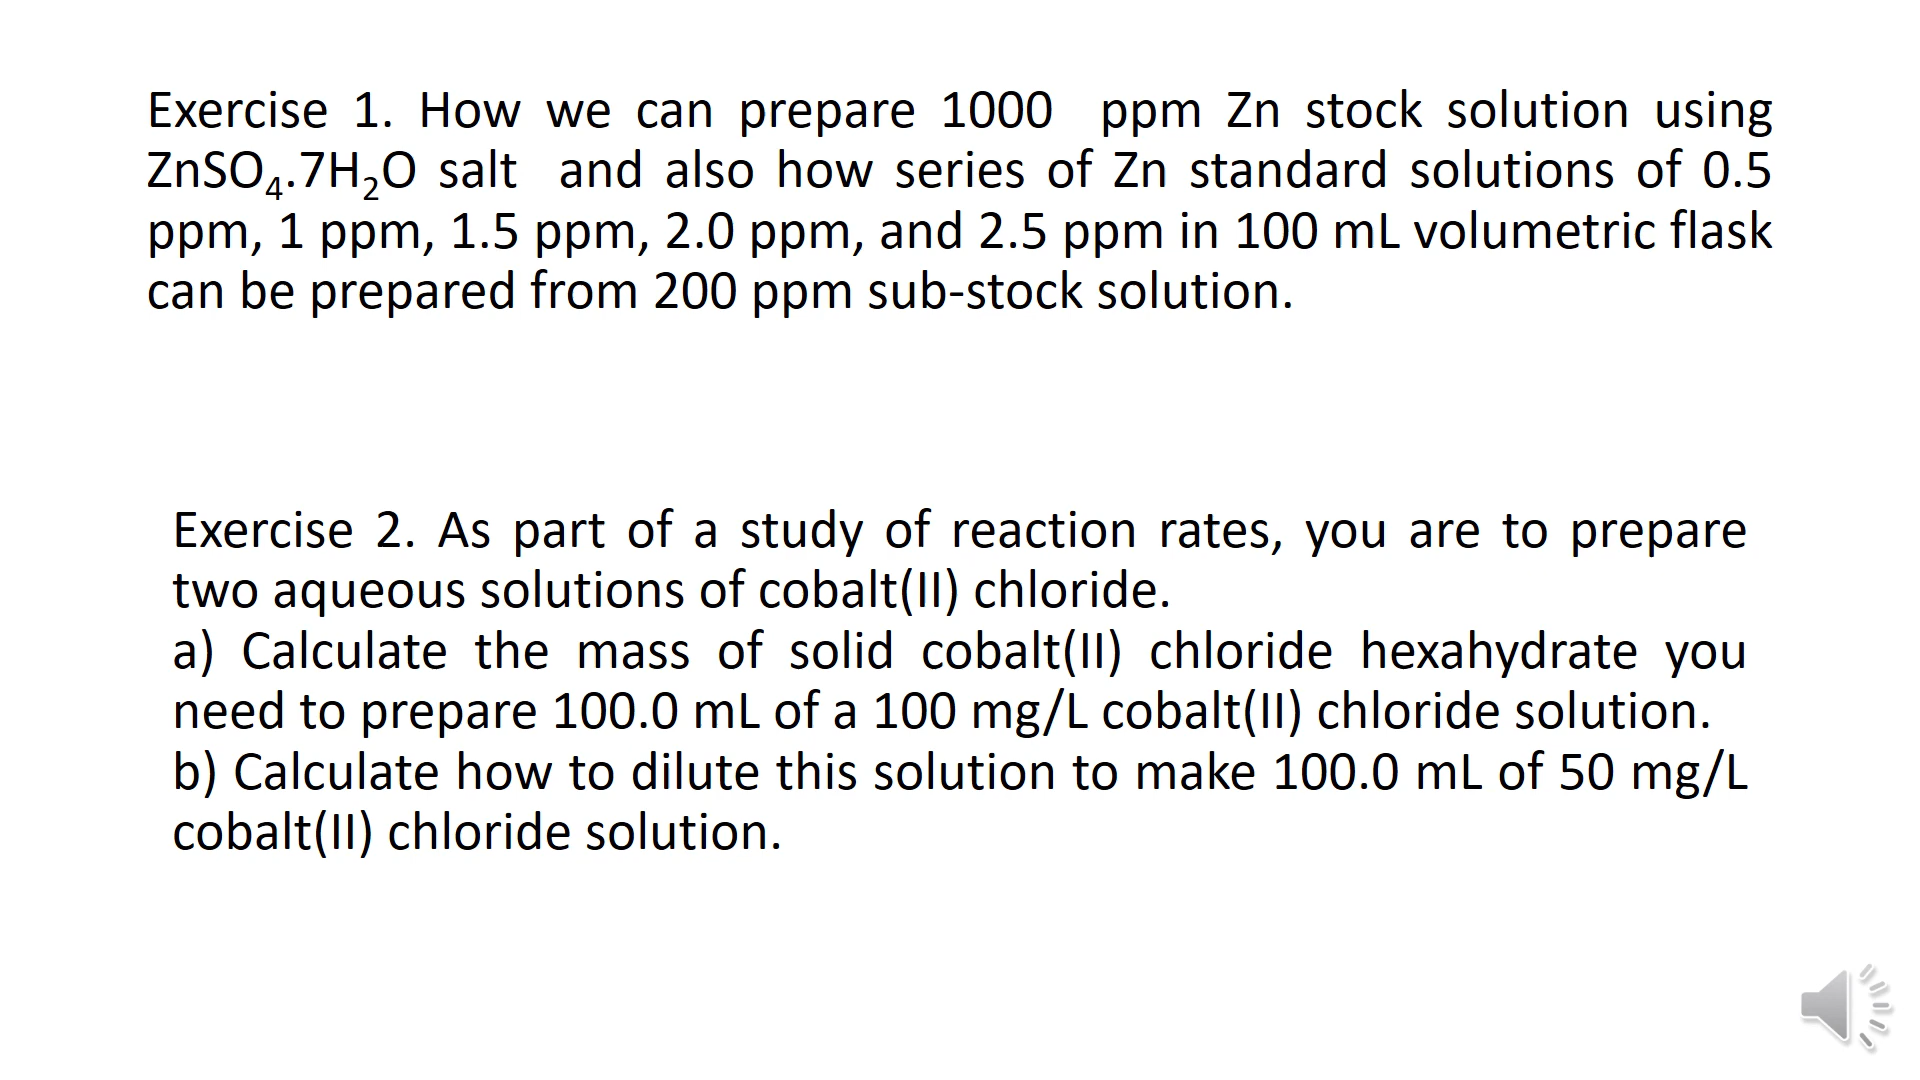 Exercise 1. How we can prepare 1000 ppm Zn stock solution using
ZnSO₄.7H₂O salt and also how series of Zn standard solutions of 0.5
ppm, 1 ppm, 1.5 ppm, 2.0 ppm, and 2.5 ppm in 100 mL volumetric flask
can be prepared from 200 ppm sub-stock solution.
Exercise 2. As part of a study of reaction rates, you are to prepare
two aqueous solutions of cobalt(II) chloride.
a) Calculate the mass of solid cobalt(II) chloride hexahydrate you
need to prepare 100.0 mL of a 100 mg/L cobalt(II) chloride solution.
b) Calculate how to dilute this solution to make 100.0 mL of 50 mg/L
cobalt(II) chloride solution.